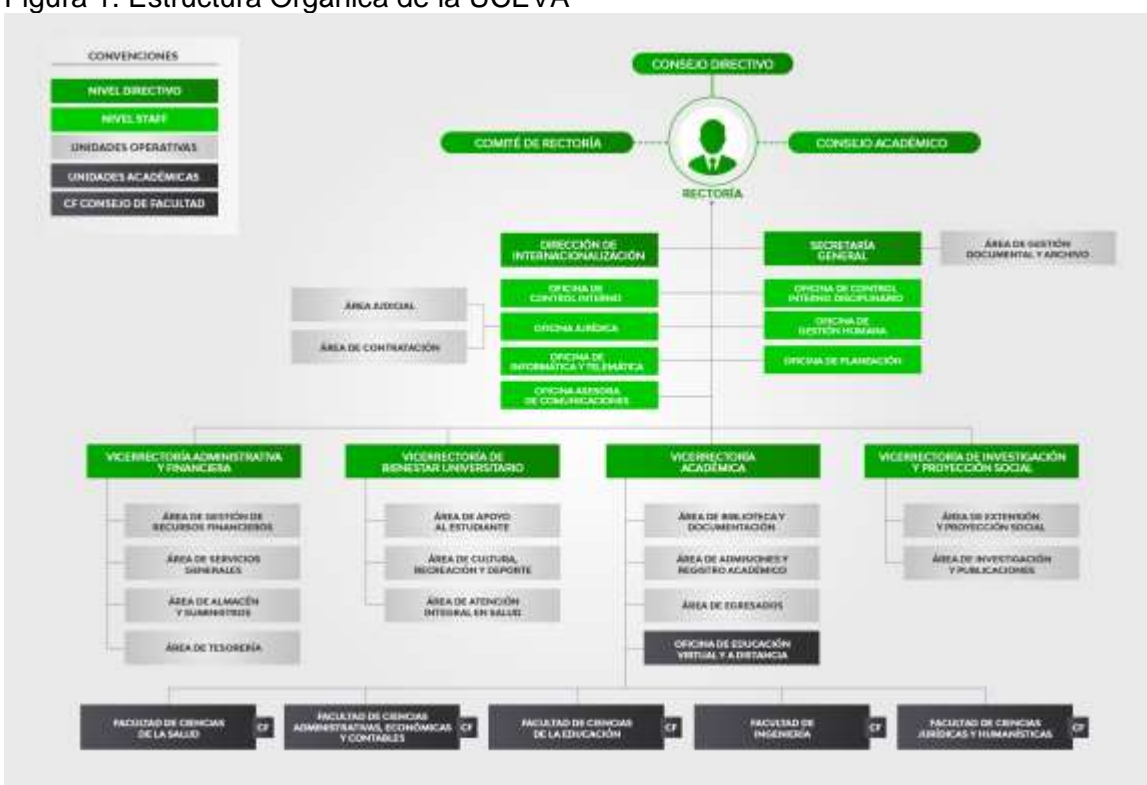 Figura 1. Estructura Orgánica de la UCEVA
CONVENCIONES
NIVEL DIRECTIVO
NIVEL STAFF
UNIDADES OPERATIVAS
UNIDADES ACADÉMICAS
CF CONSEJO DE FACULTAD
CONSEJO DIRECTIVO
COMITÉ DE RECTORÍA
CONSEJO ACADÉMICO
RECTORÍA
DIRECCIÓN DE
INTERNACIONALIZACIÓN
SECRETARÍA
GENERAL
ÁREA DE GESTIÓN
DOCUMENTAL Y ARCHIVO
OFICINA DE
CONTROL INTERNO
OFICINA DE CONTROL
INTERNO DISCIPLINARIO
ÁREA JUDICIAL
ÁREA DE CONTRATACIÓN
OFICINA JURÍDICA
OFICINA DE
GESTIÓN HUMANA
OFICINA DE
INFORMÁTICA Y TELEMÁTICA
OFICINA DE PLANEACIÓN
OFICINA ASESORA
DE COMUNICACIONES
VICERRECTORÍA ADMINISTRATIVA
Y FINANCIERA
ÁREA DE GESTIÓN DE
RECURSOS FINANCIEROS
ÁREA DE SERVICIOS
GENERALES
ÁREA DE ALMACÉN
Y SUMINISTROS
ÁREA DE TESORERÍA
VICERRECTORÍA DE
BIENESTAR UNIVERSITARIO
ÁREA DE APOYO
AL ESTUDIANTE
ÁREA DE CULTURA,
RECREACIÓN Y DEPORTE
ÁREA DE ATENCIÓN
INTEGRAL EN SALUD
VICERRECTORÍA
ACADÉMICA
ÁREA DE BIBLIOTECA Y
DOCUMENTACIÓN
ÁREA DE ADMISIONES Y
REGISTRO ACADÉMICO
ÁREA DE EGRESADOS
OFICINA DE EDUCACIÓN
VIRTUAL Y A DISTANCIA
VICERRECTORÍA DE INVESTIGACIÓN
Y PROYECCIÓN SOCIAL
ÁREA DE EXTENSIÓN
Y PROYECCIÓN SOCIAL
ÁREA DE INVESTIGACIÓN
Y PUBLICACIONES
FACULTAD DE CIENCIAS
DE LA SALUD
CF
FACULTAD DE CIENCIAS
ADMINISTRATIVAS, ECONÓMICAS
Y CONTABLES
CF
FACULTAD DE CIENCIAS
DE LA EDUCACIÓN
CF
FACULTAD DE
INGENIERÍA
CF
FACULTAD DE CIENCIAS
JURÍDICAS Y HUMANÍSTICAS
CF